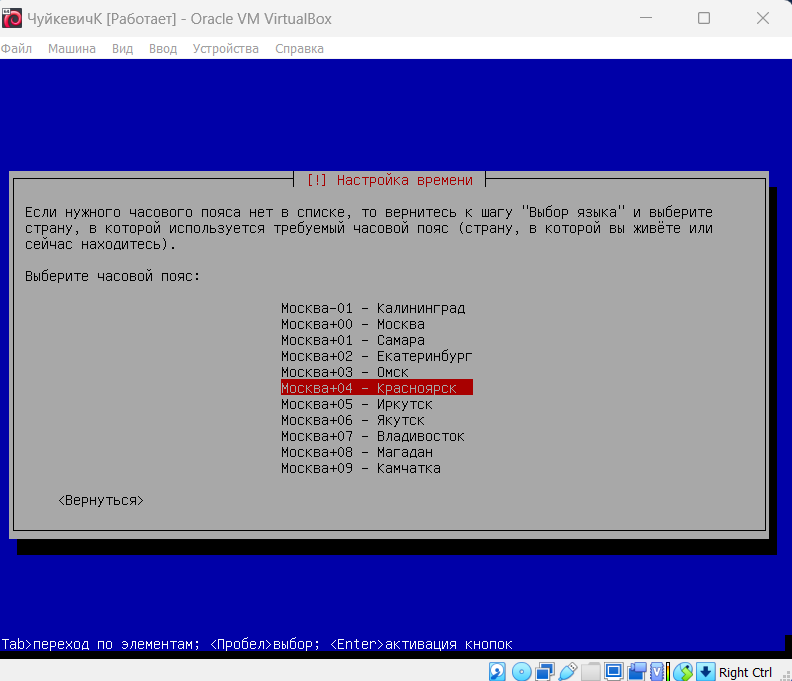 ЧуйкевичК [Работает] - Oracle VM VirtualBox
Файл Машина Вид Ввод Устройства Справка
[!] Настройка времени
Если нужного часового пояса нет в списке, то вернитесь к шагу "Выбор языка" и выберите
страну, в которой используется требуемый часовой пояс (страну, в которой вы живёте или
сейчас находитесь).
Выберите часовой пояс:
Москва-01 - Калининград
Москва+00 - Москва
Москва+01 - Самара
Москва+02 - Екатеринбург
Москва+03 - Омск
Москва+04 - Красноярск
Москва+05 - Иркутск
Москва+06 - Якутск
Москва+07 - Владивосток
Москва+08 - Магадан
Москва+09 - Камчатка
<Вернуться>
Tab>переход по элементам; <Пробел>выбор; <Enter>активация кнопок
Right Ctrl